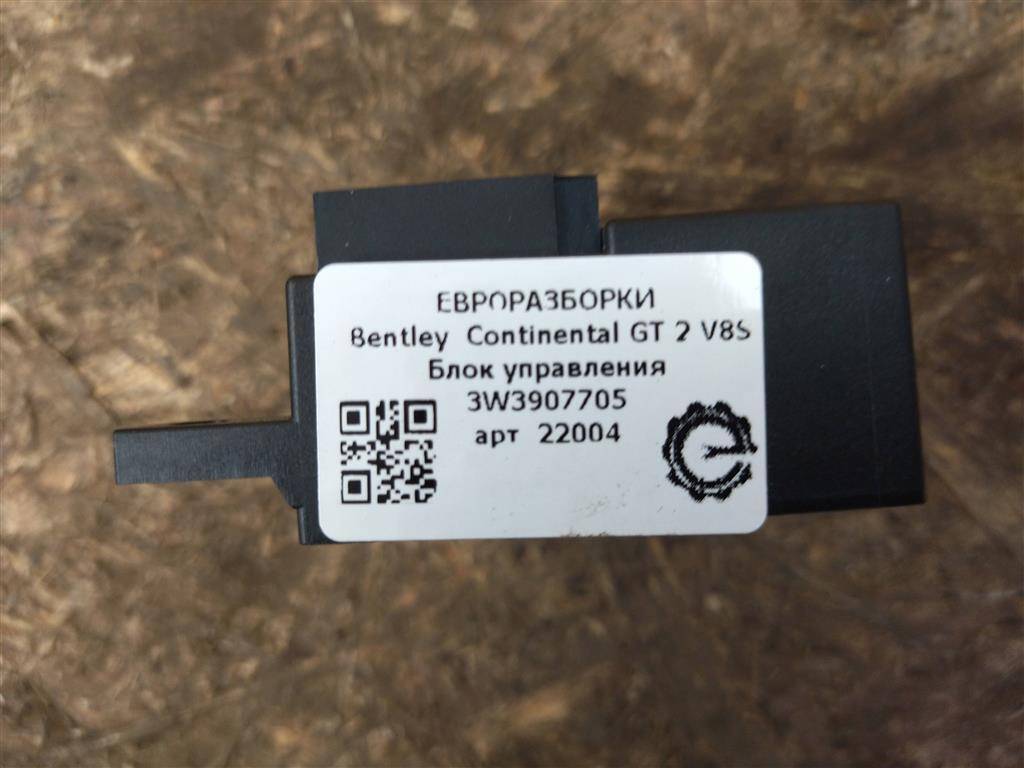 ЕВРОРАЗБОРКИ
Bentley Continental GT 2 V8S
Блок управления
3W3907705
арт 22004